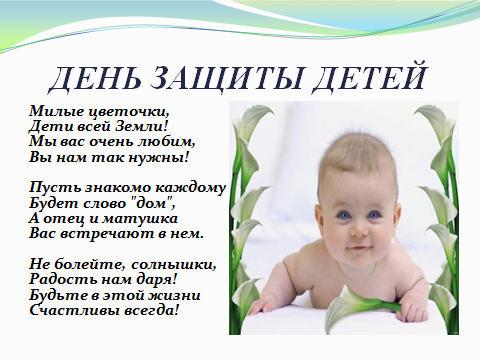 ДЕНЬ ЗАЩИТЫ ДЕТЕЙ
Милые цветочки,
Дети всей Земли!
Мы вас очень любим,
Вы нам так нужны!
Пусть знакомо каждому
Будет слово "дом",
А отец и матушка
Вас встречают в нем.
Не болейте, солнышки,
Радость нам даря!
Будьте в этой жизни
Счастливы всегда!